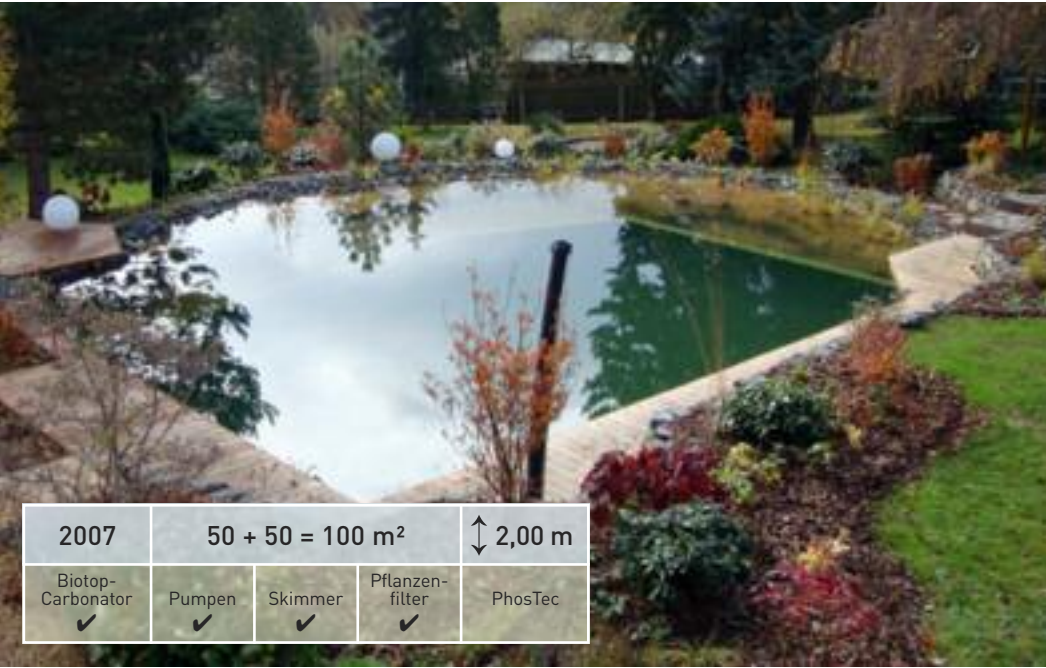 2007
50 + 50 = 100 m²
↕ 2,00 m
Biotop-
Carbonator
✔
Pumpen
✔
Skimmer
✔
Pflanzen-
filter
✔
PhosTec